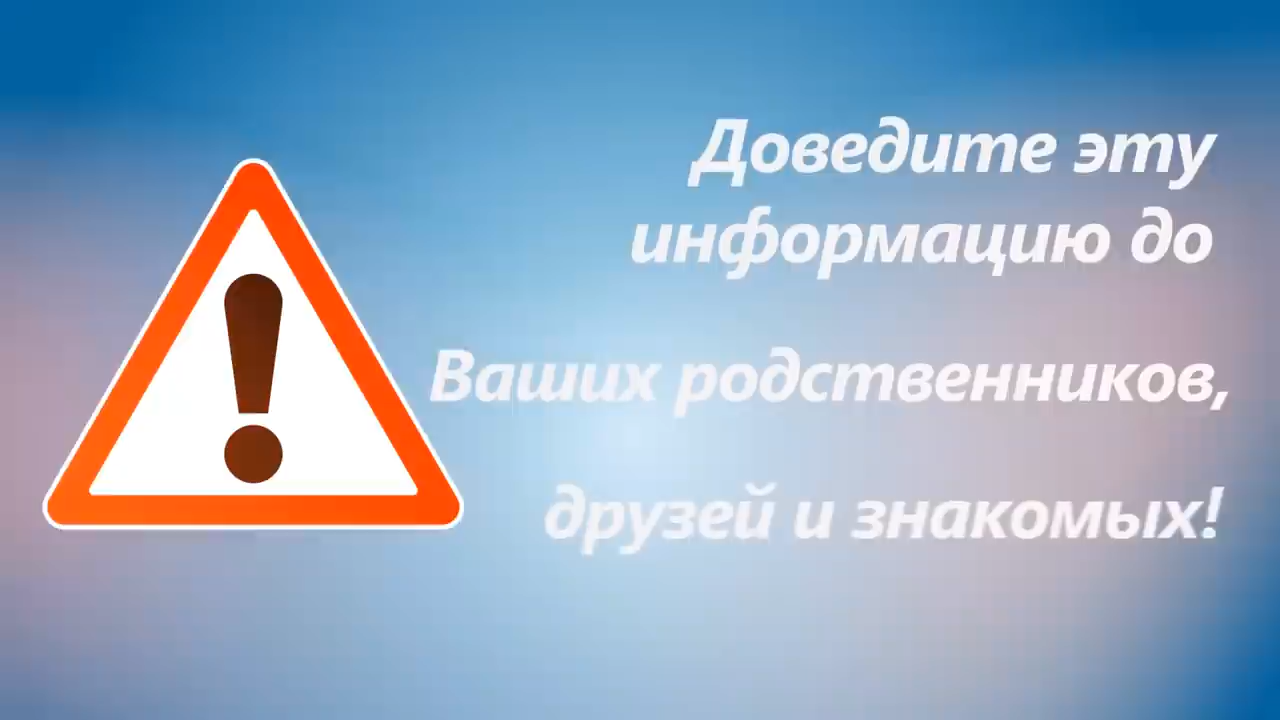 Доведите эту
информацию до
Ваших родственников,
друзей и знакомых!